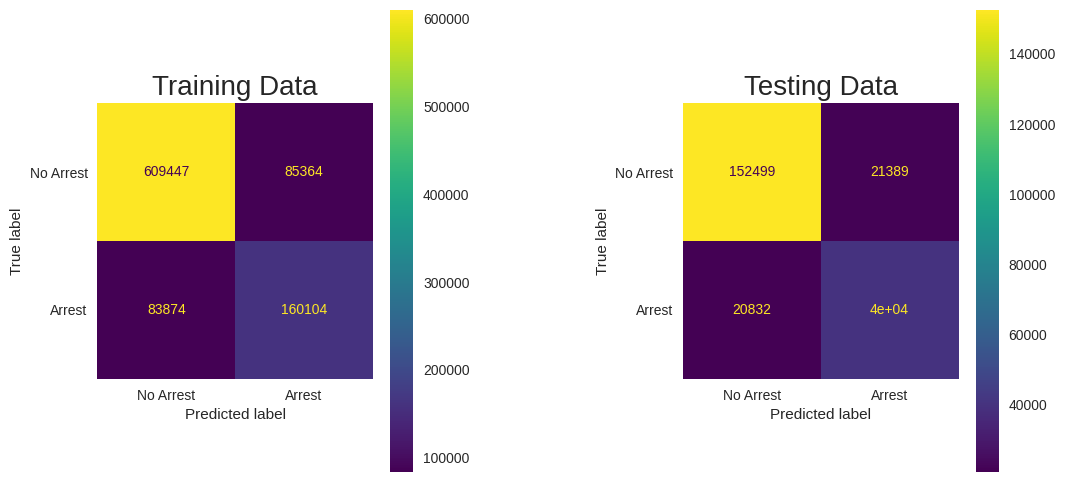 Training Data
True label
No Arrest
Arrest
609447 85364
83874 160104
No Arrest Arrest
Predicted label
600000
500000
400000
300000
200000
100000
Testing Data
True label
No Arrest
Arrest
152499 21389
20832 4e+04
No Arrest Arrest
Predicted label
140000
120000
100000
80000
60000
40000